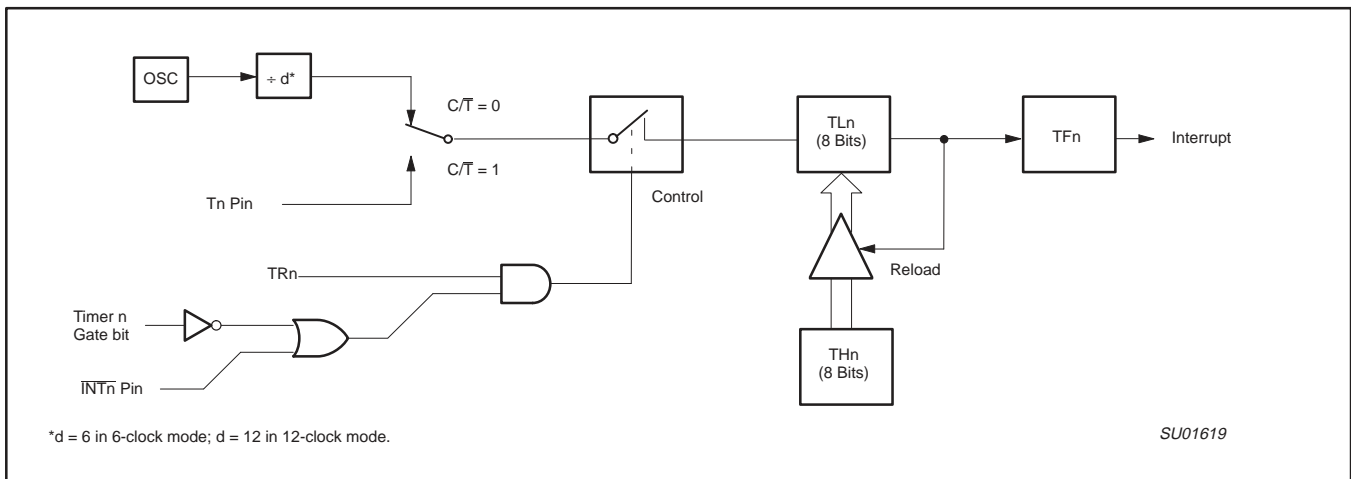 OSC
÷ d*
C/T̅ = 0
C/T̅ = 1
Tn Pin
Control
TLn
(8 Bits)
TFn
Interrupt
Reload
TRn
Timer n
Gate bit
I̅N̅T̅n̅ Pin
THn
(8 Bits)
*d = 6 in 6-clock mode; d = 12 in 12-clock mode.
SU01619